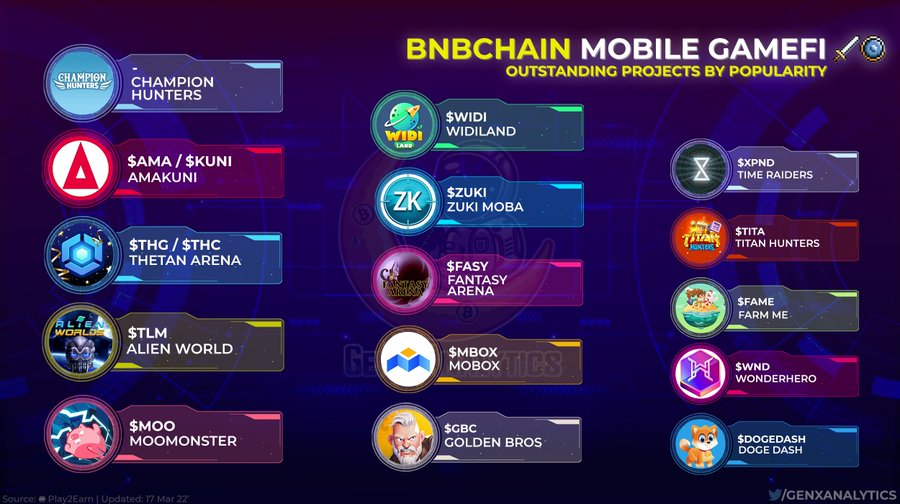 BNBCHAIN MOBILE GAMEFI
OUTSTANDING PROJECTS BY POPULARITY
CHAMPION
HUNTERS
-
CHAMPION
HUNTERS
$AMA / $KUNI
AMAKUNI
$THG / $THC
THETAN ARENA
ALIEN
WORLDS
$TLM
ALIEN WORLD
$MOO
MOOMONSTER
WIDI
LAND
$WIDI
WIDILAND
ZK
$ZUKI
ZUKI MOBA
FANTASY
ARENA
$FASY
FANTASY
ARENA
$MBOX
MOBOX
$GBC
GOLDEN BROS
$XPND
TIME RAIDERS
TITAN
HUNTERS
$TITA
TITAN HUNTERS
$FAME
FARM ME
$WND
WONDERHERO
$DOGEDASH
DOGE DASH
GENXANALYTICS
Source: Play2Earn | Updated: 17 Mar 22'
/GENXANALYTICS